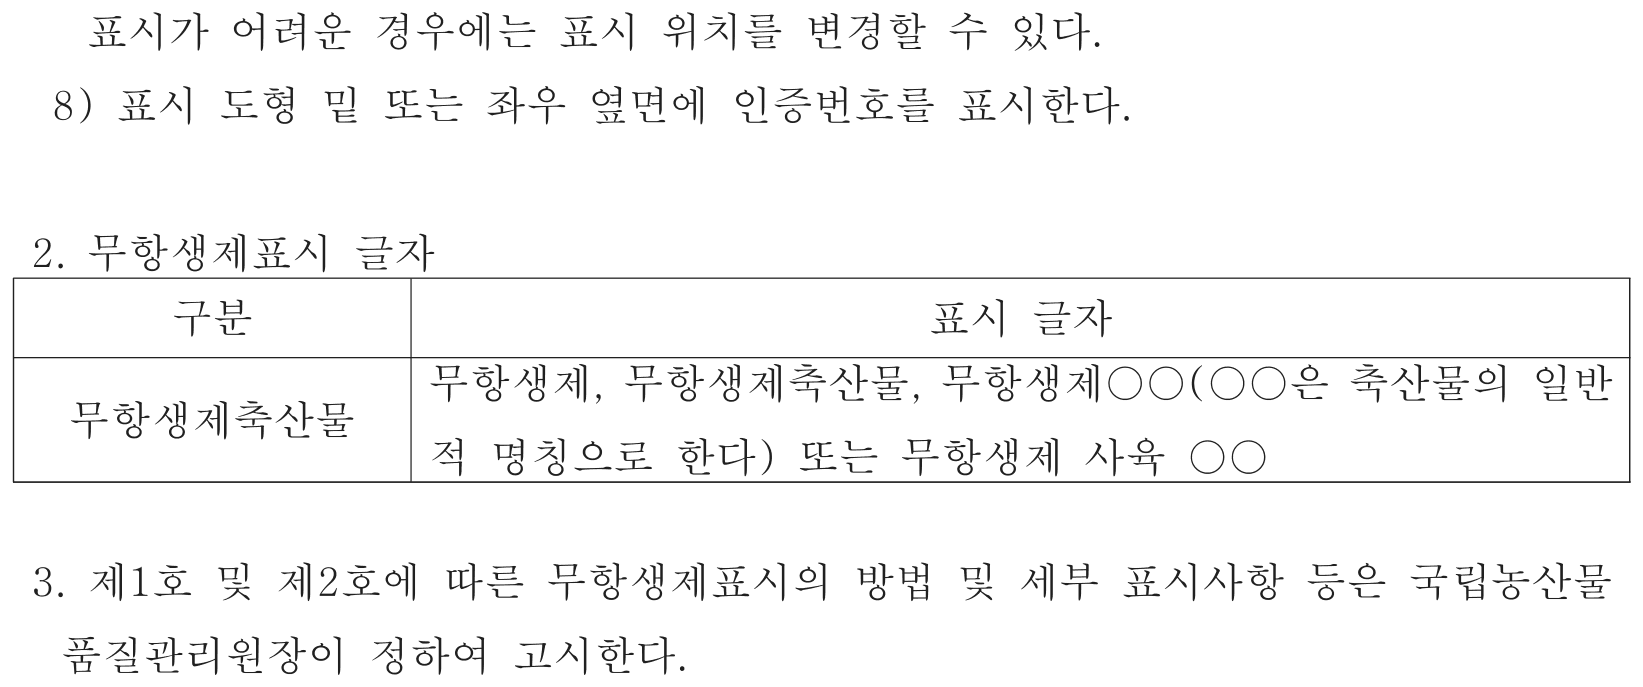 표시가 어려운 경우에는 표시 위치를 변경할 수 있다.
8) 표시 도형 밑 또는 좌우 옆면에 인증번호를 표시한다.
2. 무항생제표시 글자
구분 표시 글자
무항생제축산물
무항생제, 무항생제축산물, 무항생제○○(○○은 축산물의 일반
적 명칭으로 한다) 또는 무항생제 사육 ○○
3. 제1호 및 제2호에 따른 무항생제표시의 방법 및 세부 표시사항 등은 국립농산물
품질관리원장이 정하여 고시한다.